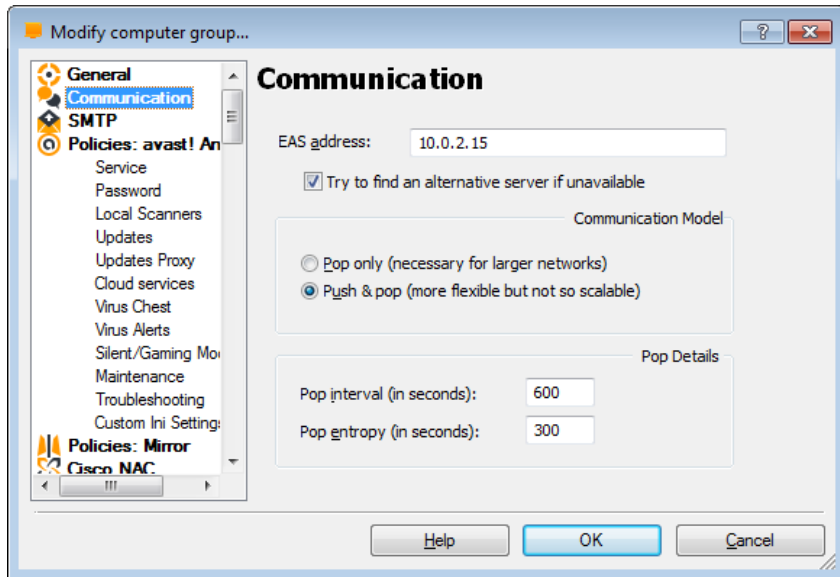 Modify computer group...
General
Communication
SMTP
Policies: avast! An
Service
Password
Local Scanners
Updates
Updates Proxy
Cloud services
Virus Chest
Virus Alerts
Silent/Gaming Mo
Maintenance
Troubleshooting
Custom Ini Setting
Policies: Mirror
Cisco NAC
Communication
EAS address: 10.0.2.15
Try to find an alternative server if unavailable
Communication Model
Pop only (necessary for larger networks)
Push & pop (more flexible but not so scalable)
Pop Details
Pop interval (in seconds): 600
Pop entropy (in seconds): 300
Help OK Cancel